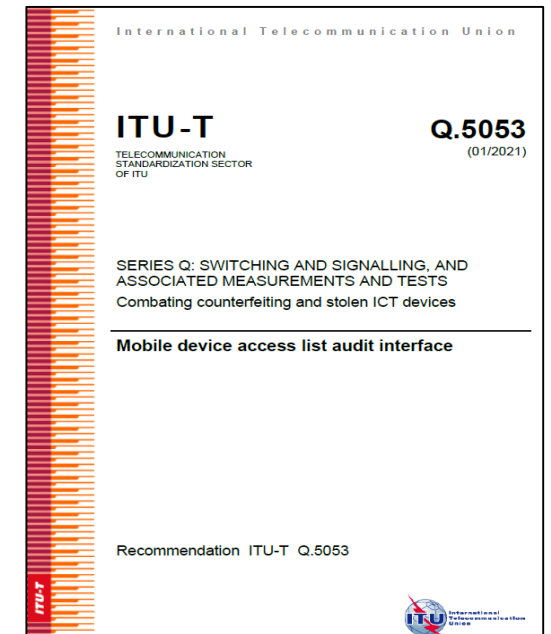 International Telecommunication Union
ITU-T
Q.5053
TELECOMMUNICATION
STANDARDIZATION SECTOR
OF ITU
(01/2021)
SERIES Q: SWITCHING AND SIGNALLING, AND
ASSOCIATED MEASUREMENTS AND TESTS
Combating counterfeiting and stolen ICT devices
Mobile device access list audit interface
Recommendation ITU-T Q.5053
ITU-T
ITU
International
Telecommunication
Union